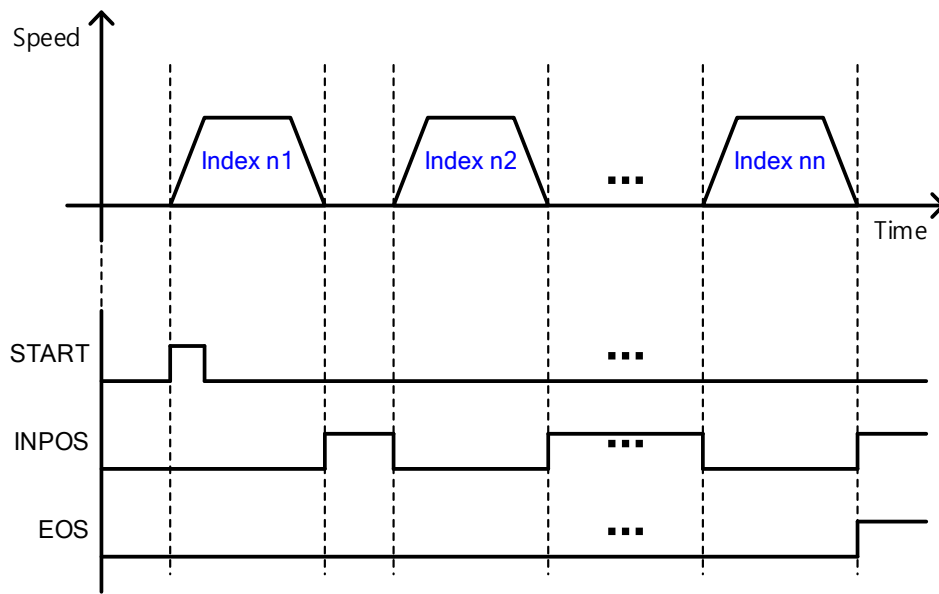 Speed
Index n1
Index n2
...
Index nn
Time
START
...
INPOS
...
EOS
...